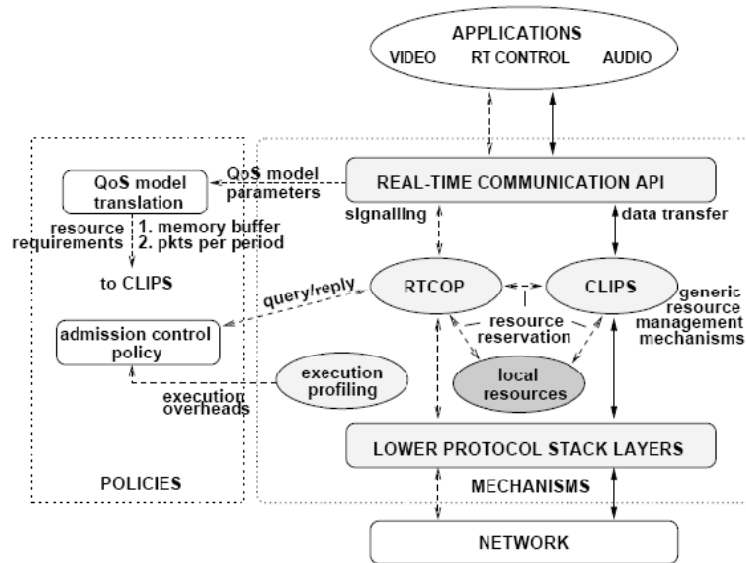 APPLICATIONS
VIDEO RT CONTROL AUDIO
QoS model
parameters
QoS model
translation
REAL-TIME COMMUNICATION API
signalling
data transfer
resource
requirements
1. memory buffer
2. pkts per period
to CLIPS
query/reply
RTCOP
CLIPS
generic
resource
management
mechanisms
resource
reservation
admission control
policy
execution
profiling
local
resources
execution
overheads
LOWER PROTOCOL STACK LAYERS
POLICIES
MECHANISMS
NETWORK